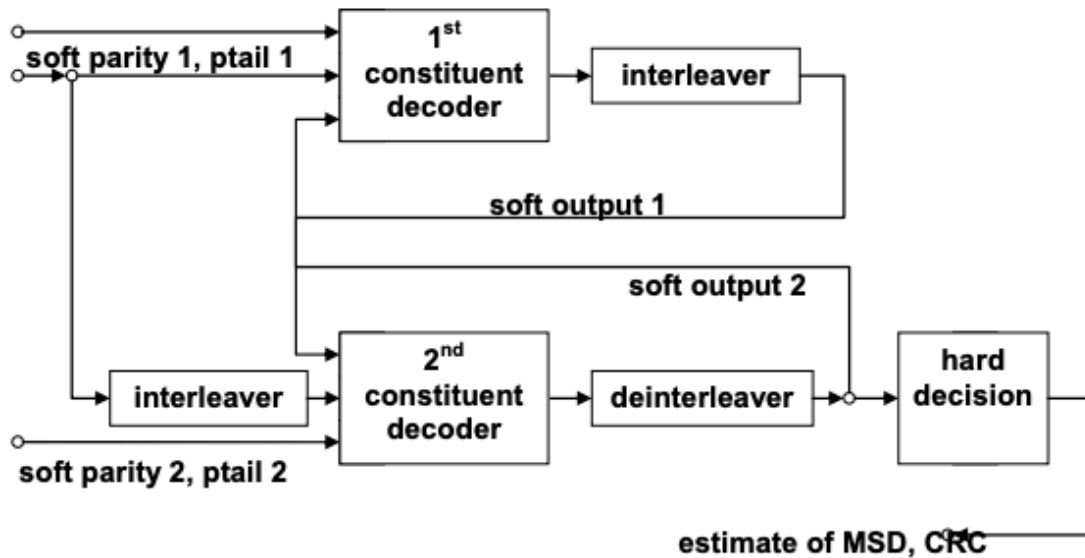 1st
constituent
decoder
soft parity 1, ptail 1
interleaver
soft output 1
soft output 2
2nd
constituent
decoder
interleaver
deinterleaver
hard
decision
soft parity 2, ptail 2
estimate of MSD, CRC